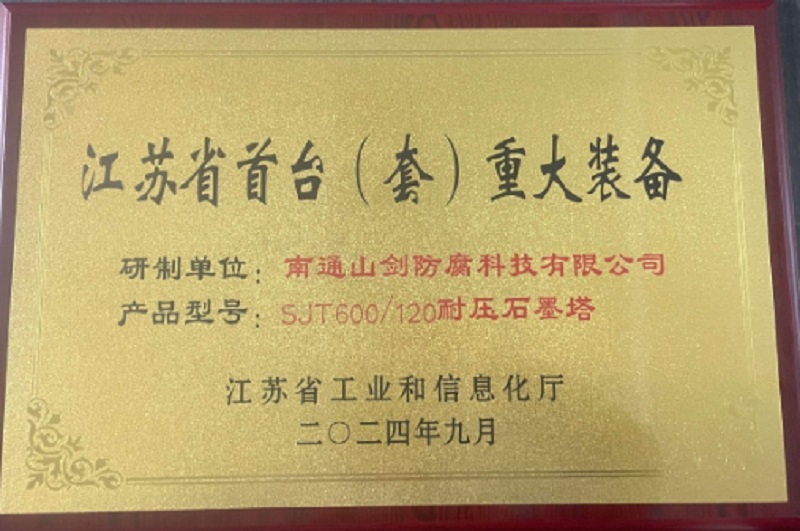 江苏省首台（套）重大装备
研制单位：南通山剑防腐科技有限公司
产品型号：SJT600/120耐压石墨塔
江苏省工业和信息化厅
二〇二四年九月